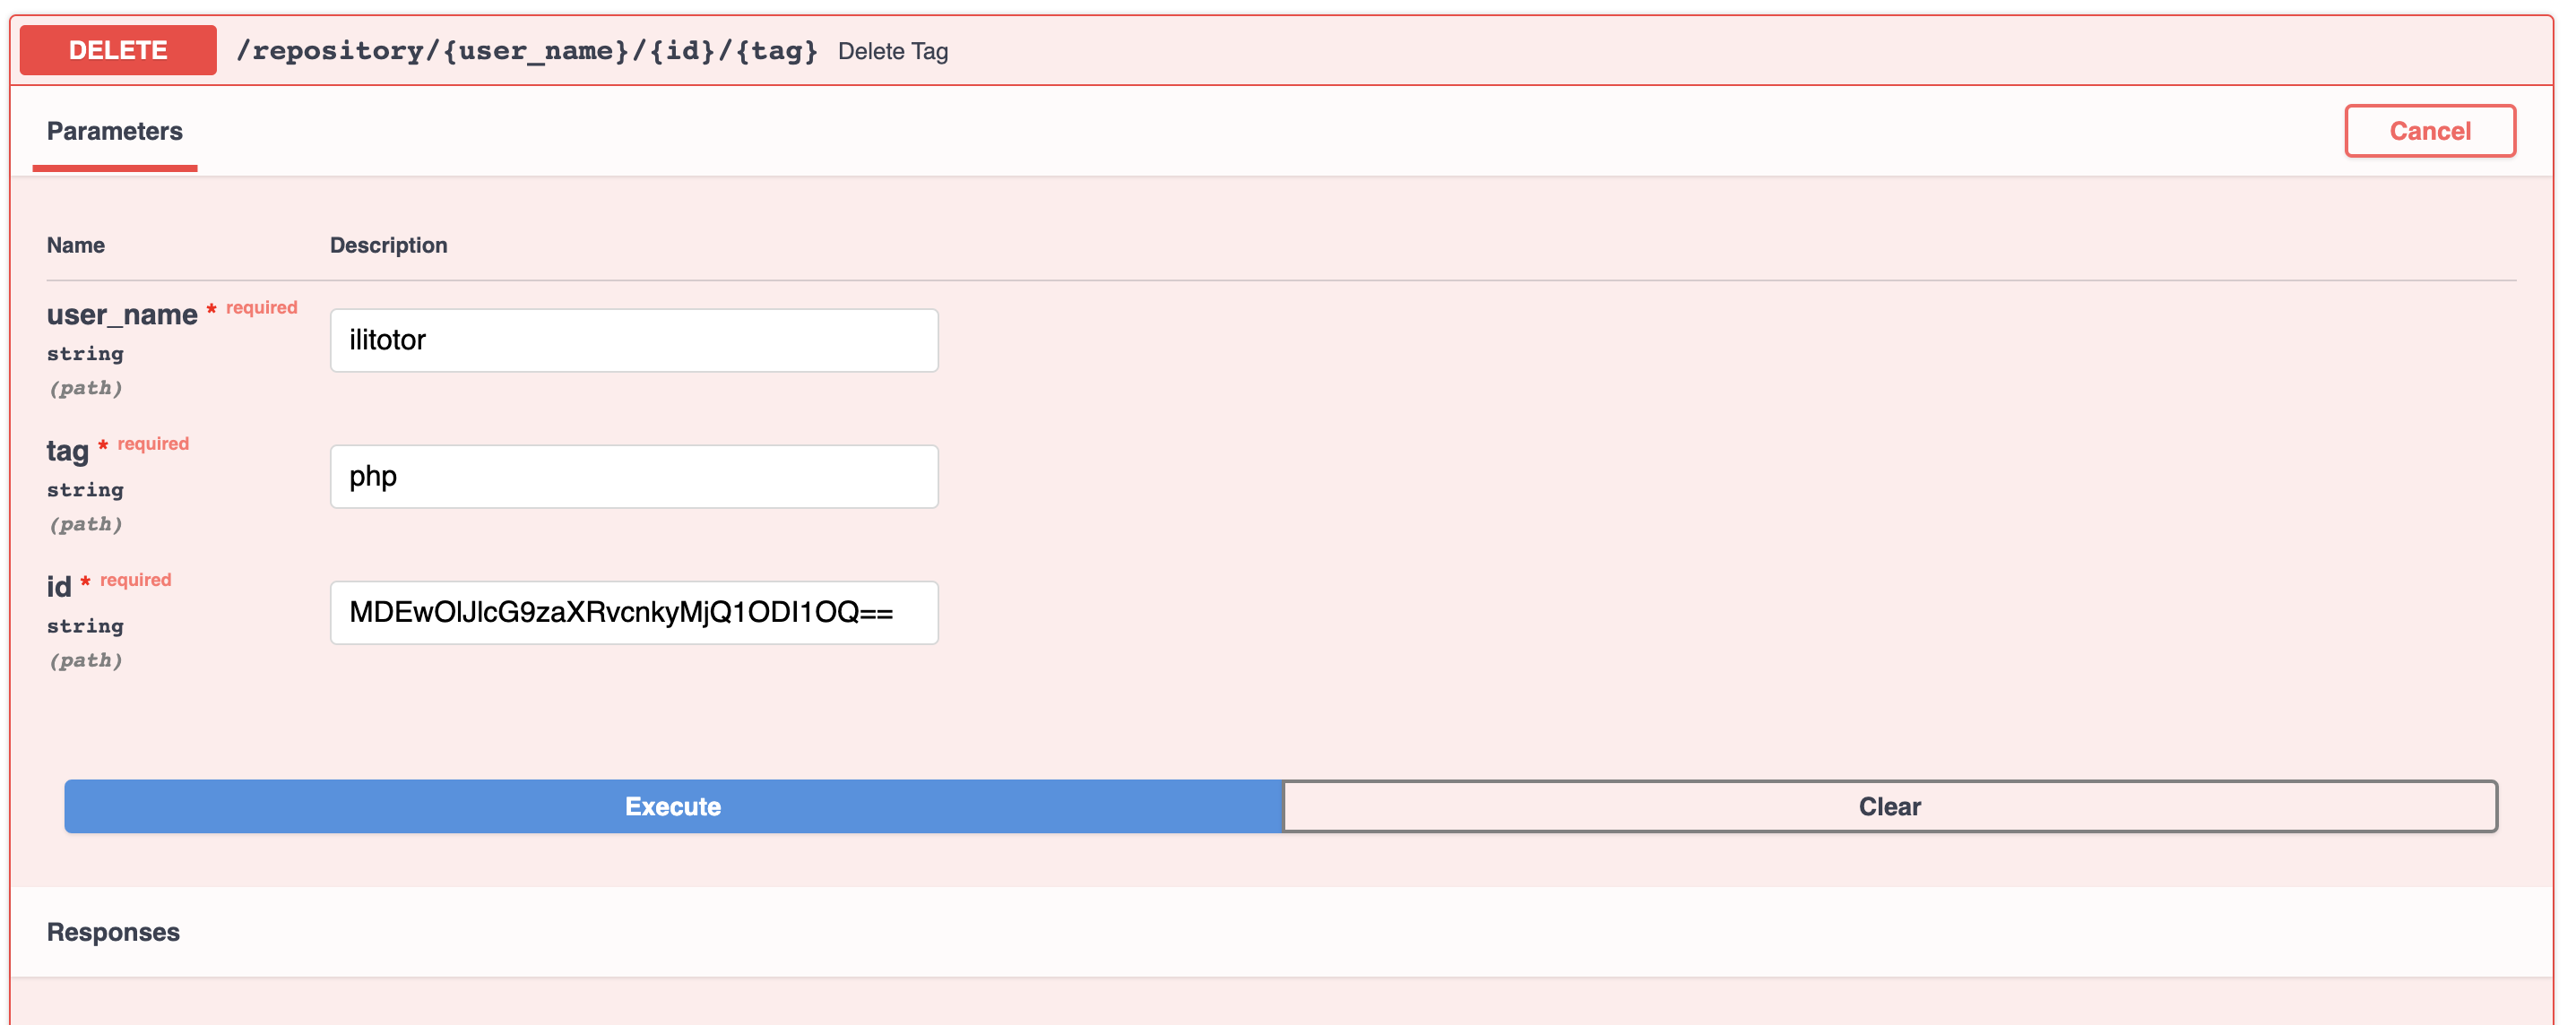 DELETE /repository/{user_name}/{id}/{tag} Delete Tag
Parameters
Cancel
Name Description
user_name * required
string
(path)
ilitotor
tag * required
string
(path)
php
id * required
string
(path)
MDEwOlJlcG9zaXRvcnkyMjQ1ODI1OQ==
Execute
Clear
Responses